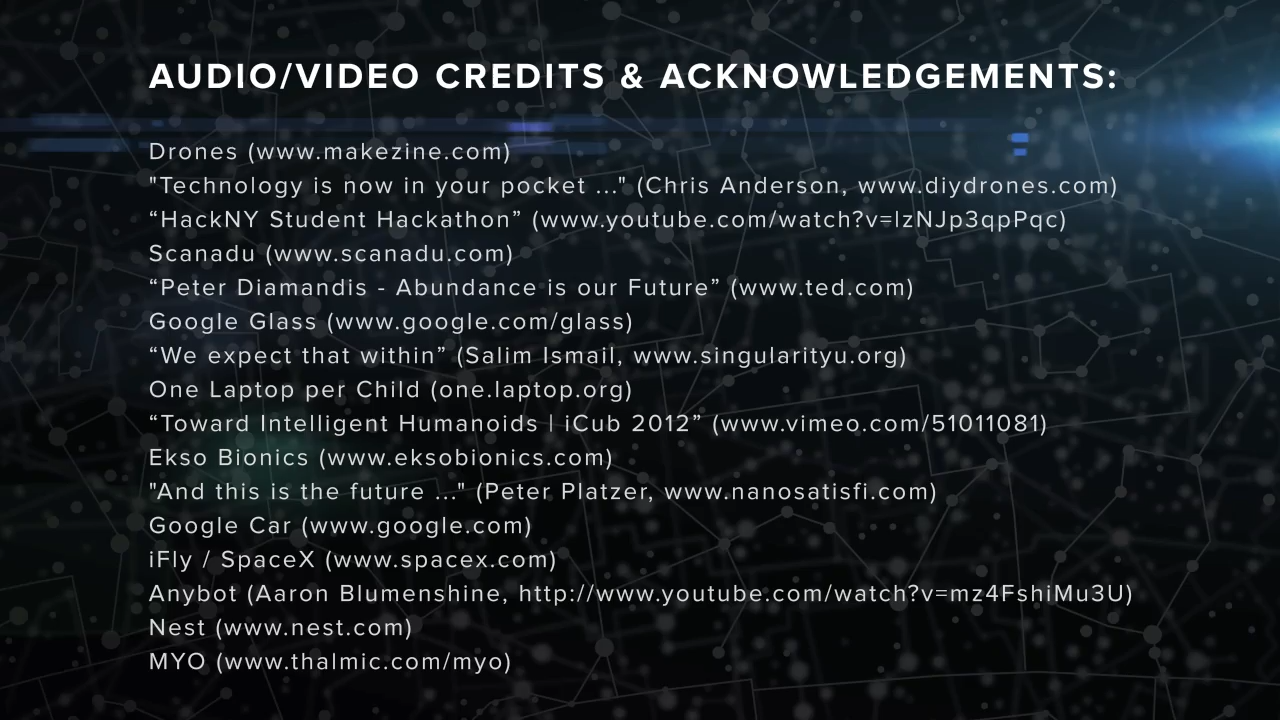 AUDIO/VIDEO CREDITS & ACKNOWLEDGEMENTS:
Drones (www.makezine.com)
"Technology is now in your pocket ..." (Chris Anderson, www.diydrones.com)
“HackNY Student Hackathon” (www.youtube.com/watch?v=lzNJp3qpPqc)
Scanadu (www.scanadu.com)
“Peter Diamandis - Abundance is our Future” (www.ted.com)
Google Glass (www.google.com/glass)
“We expect that within” (Salim Ismail, www.singularityu.org)
One Laptop per Child (one.laptop.org)
“Toward Intelligent Humanoids | iCub 2012” (www.vimeo.com/51011081)
Ekso Bionics (www.eksobionics.com)
"And this is the future ..." (Peter Platzer, www.nanosatisfi.com)
Google Car (www.google.com)
iFly / SpaceX (www.spacex.com)
Anybot (Aaron Blumenshine, http://www.youtube.com/watch?v=mz4FshiMu3U)
Nest (www.nest.com)
MYO (www.thalmic.com/myo)